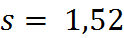 s = 1,52